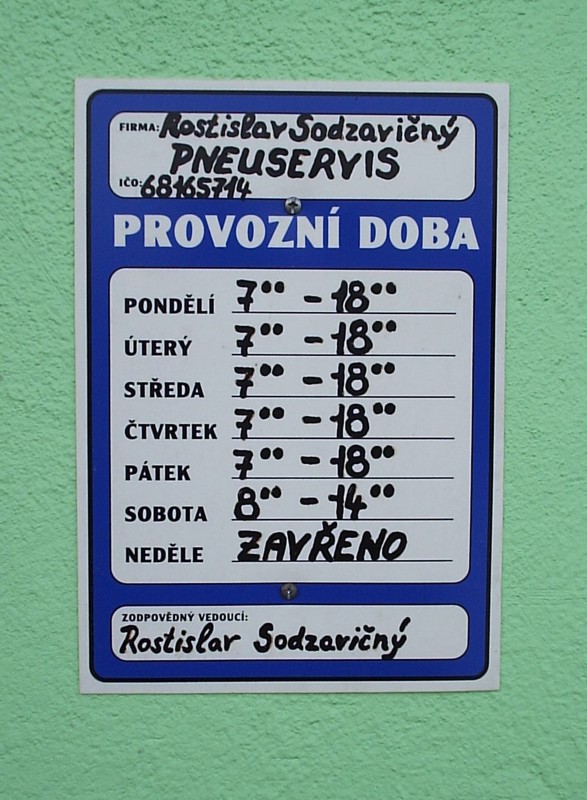 FIRMA: Rostislav Sodzavičný
PNEUSERVIS
IČO: 68165714
PROVOZNÍ DOBA
PONDĚLÍ 7⁰⁰ - 18⁰⁰
ÚTERÝ 7⁰⁰ - 18⁰⁰
STŘEDA 7⁰⁰ - 18⁰⁰
ČTVRTEK 7⁰⁰ - 18⁰⁰
PÁTEK 7⁰⁰ - 18⁰⁰
SOBOTA 8⁰⁰ - 14⁰⁰
NEDĚLE ZAVŘENO
ZODPOVĚDNÝ VEDOUCÍ:
Rostislav Sodzavičný